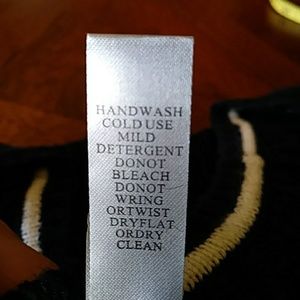 HANDWASH
COLD USE
MILD
DETERGENT
DONOT
BLEACH
DONOT
WRING
ORTWIST
DRYFLAT
ORDRY
CLEAN